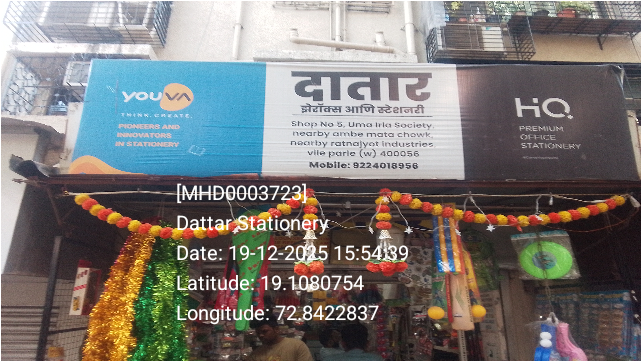 youva
THINK. CREATE.
PIONEERS AND
INNOVATORS
IN STATIONERY
दातार
झेरॉक्स आणि स्टेशनरी
Shop No 5, Uma Irla Society.
nearby ambe mata chowk,
nearby ratnajyot industries
vile parle (w) 400056
Mobile: 9224018956
HQ
PREMIUM
OFFICE
STATIONERY
[MHD0003723]
Dattar Stationery
Date: 19-12-2025 15:54:39
Latitude: 19.1080754
Longitude: 72.8422837